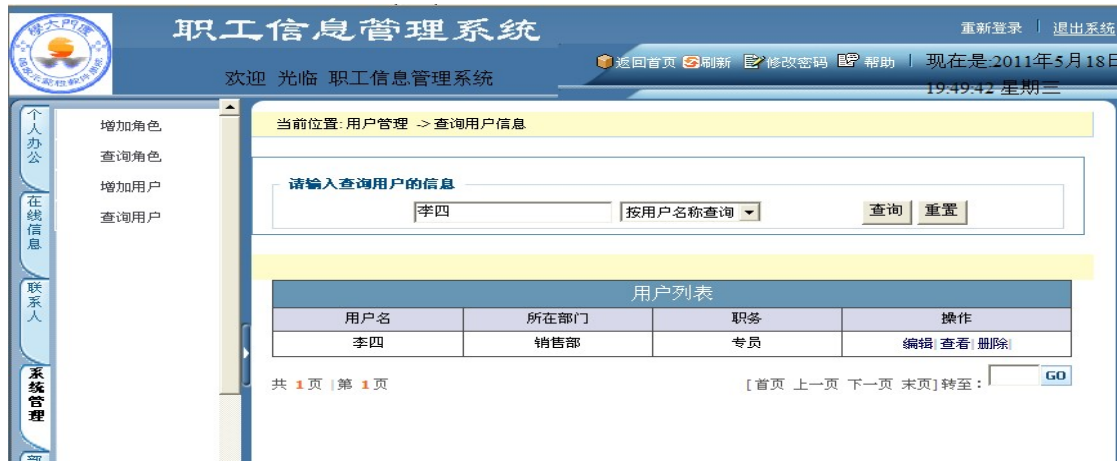 职工信息管理系统
重新登录 | 退出系统
欢迎 光临 职工信息管理系统
返回首页 刷新 修改密码 帮助 | 现在是:2011年5月18日
19:49:42 星期三
个人办公
在线信息
联系人
系统管理
增加角色
查询角色
增加用户
查询用户
当前位置:用户管理 ->查询用户信息
请输入查询用户的信息
李四 按用户名称查询 查询 重置
用户列表
用户名 所在部门 职务 操作
李四 销售部 专员 编辑| 查看| 删除|
共 1页 |第 1页 [首页 上一页 下一页 末页]转至： GO